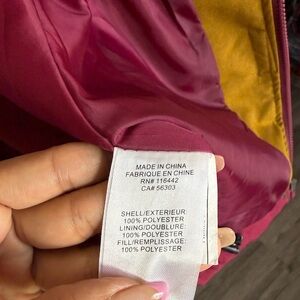 MADE IN CHINA
FABRIQUE EN CHINE
RN# 116442
CA# 56303
SHELL/EXTERIEUR
100% POLYESTER
LINING/DOUBLURE:
100% POLYESTER
FILL/REMPLISSAGE:
100% POLYESTER